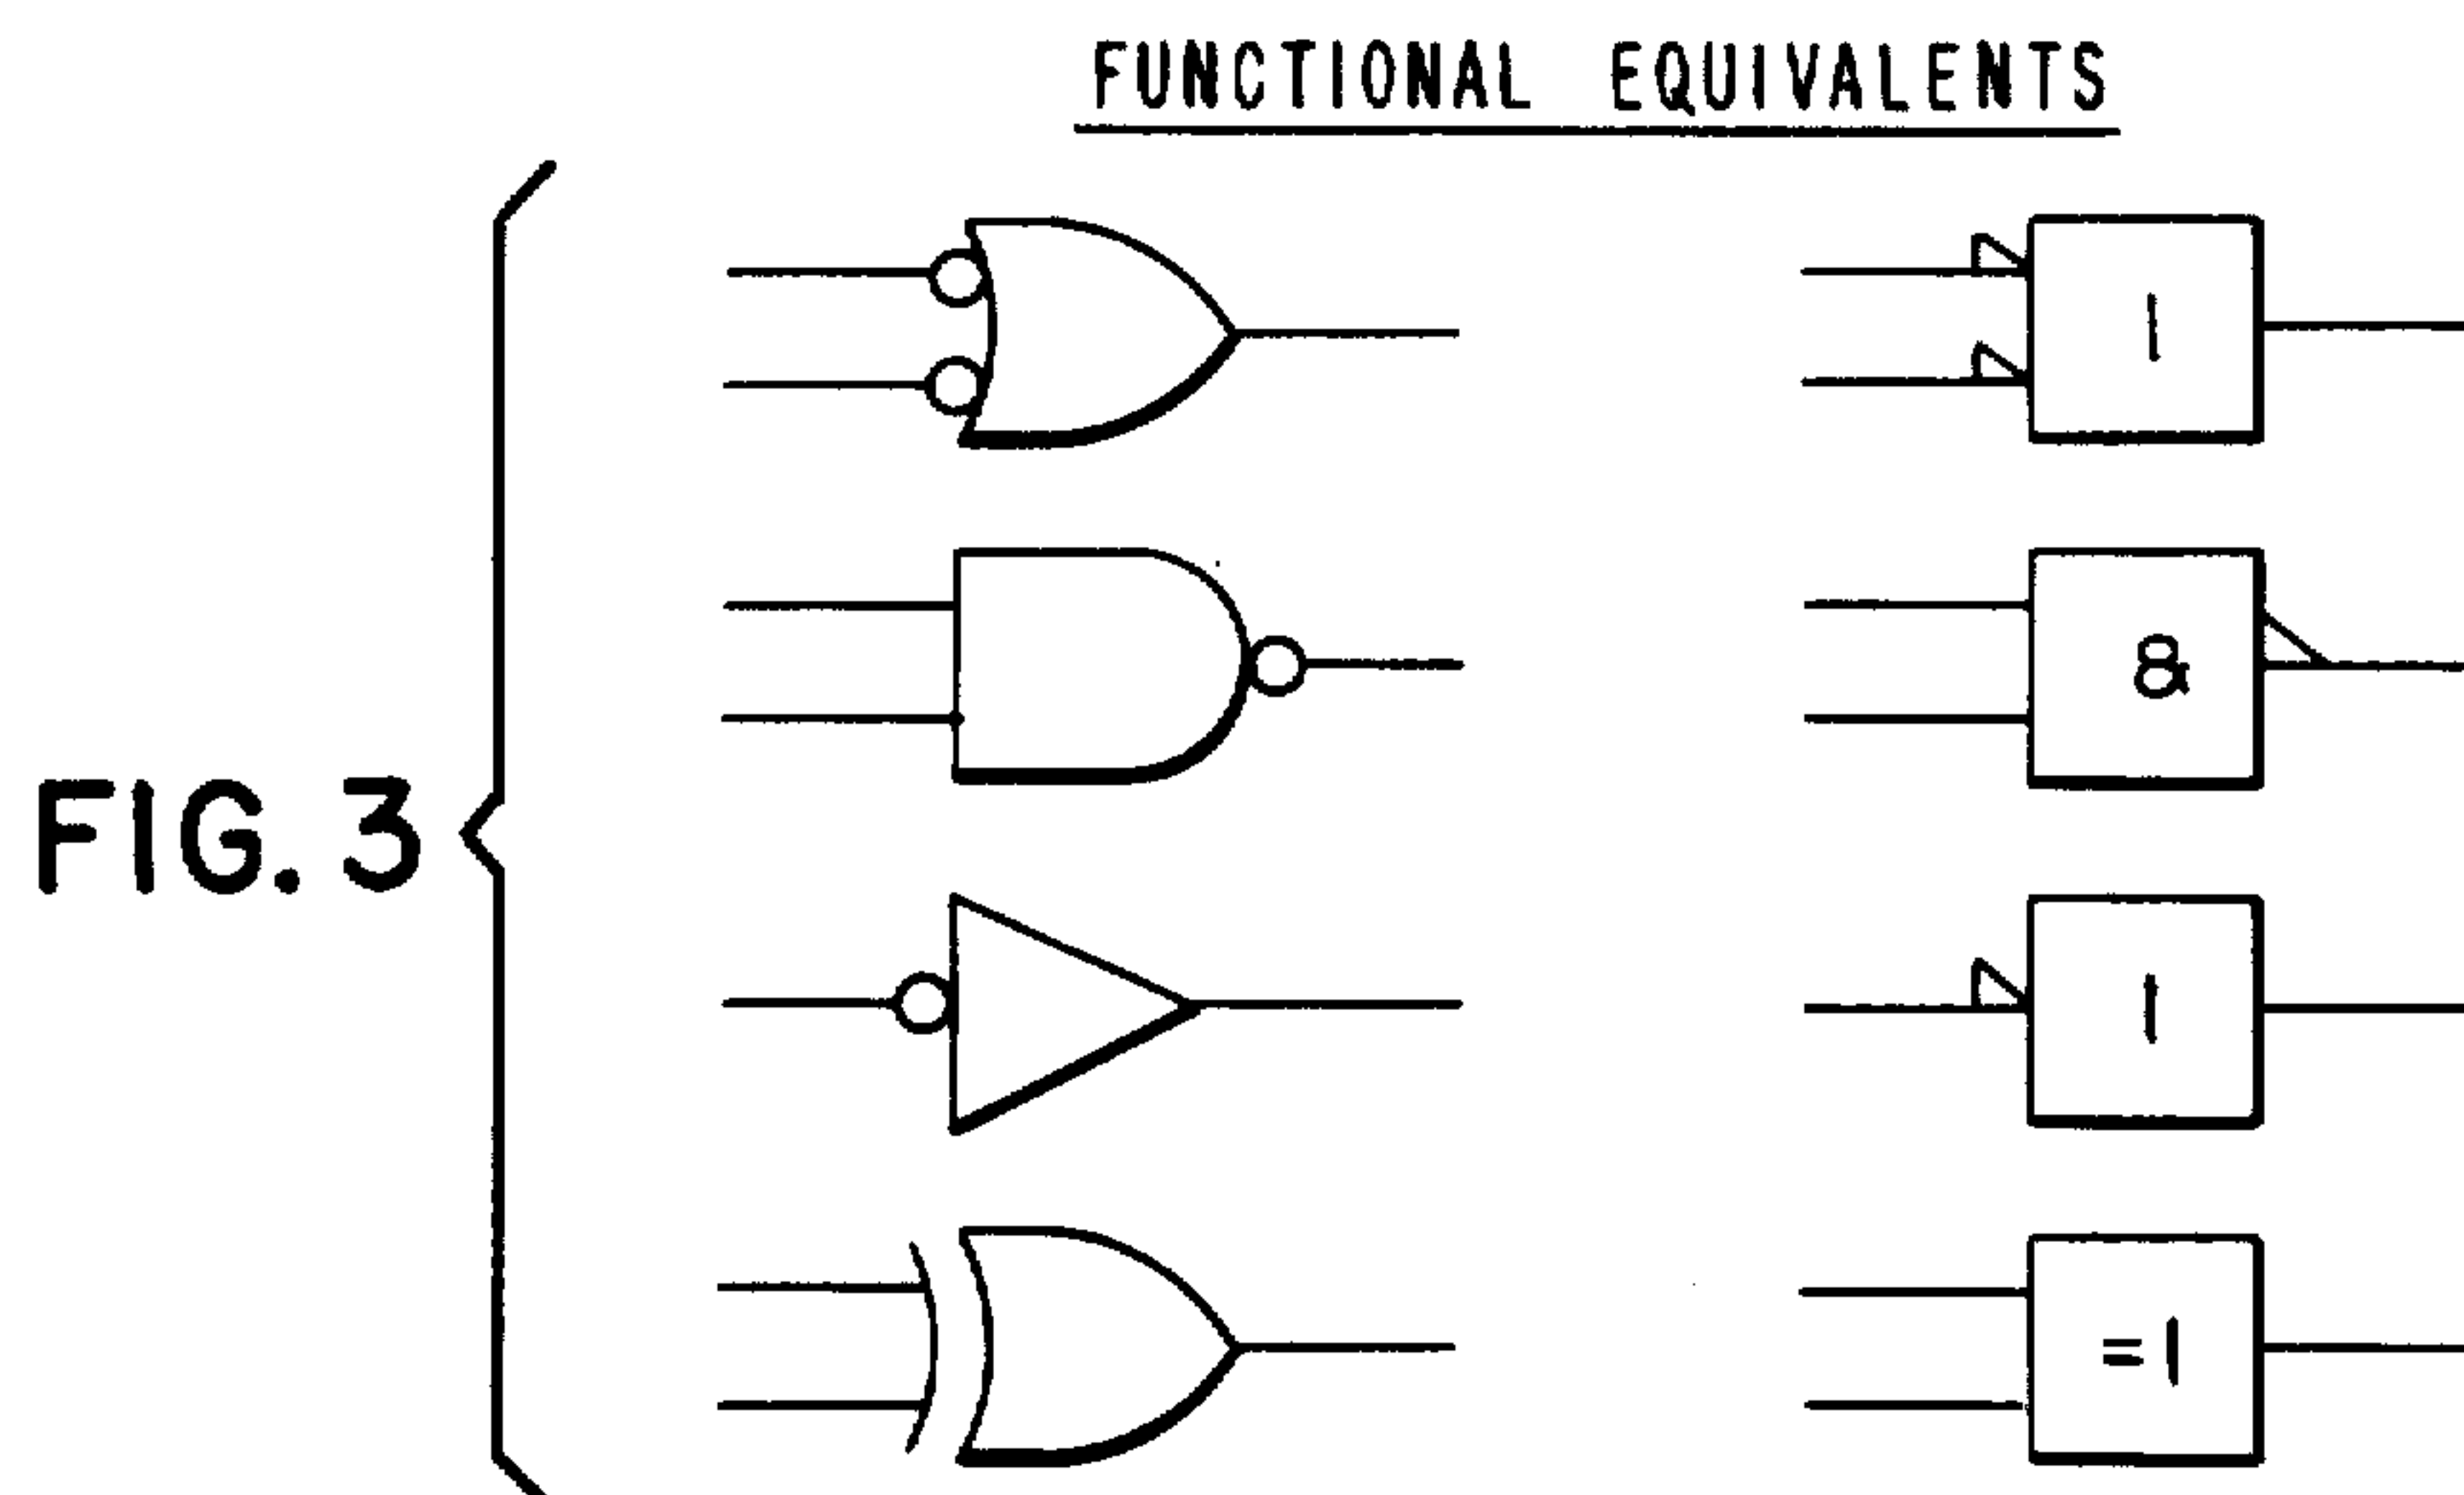 FUNCTIONAL EQUIVALENTS
1
&
FIG. 3
1
=1